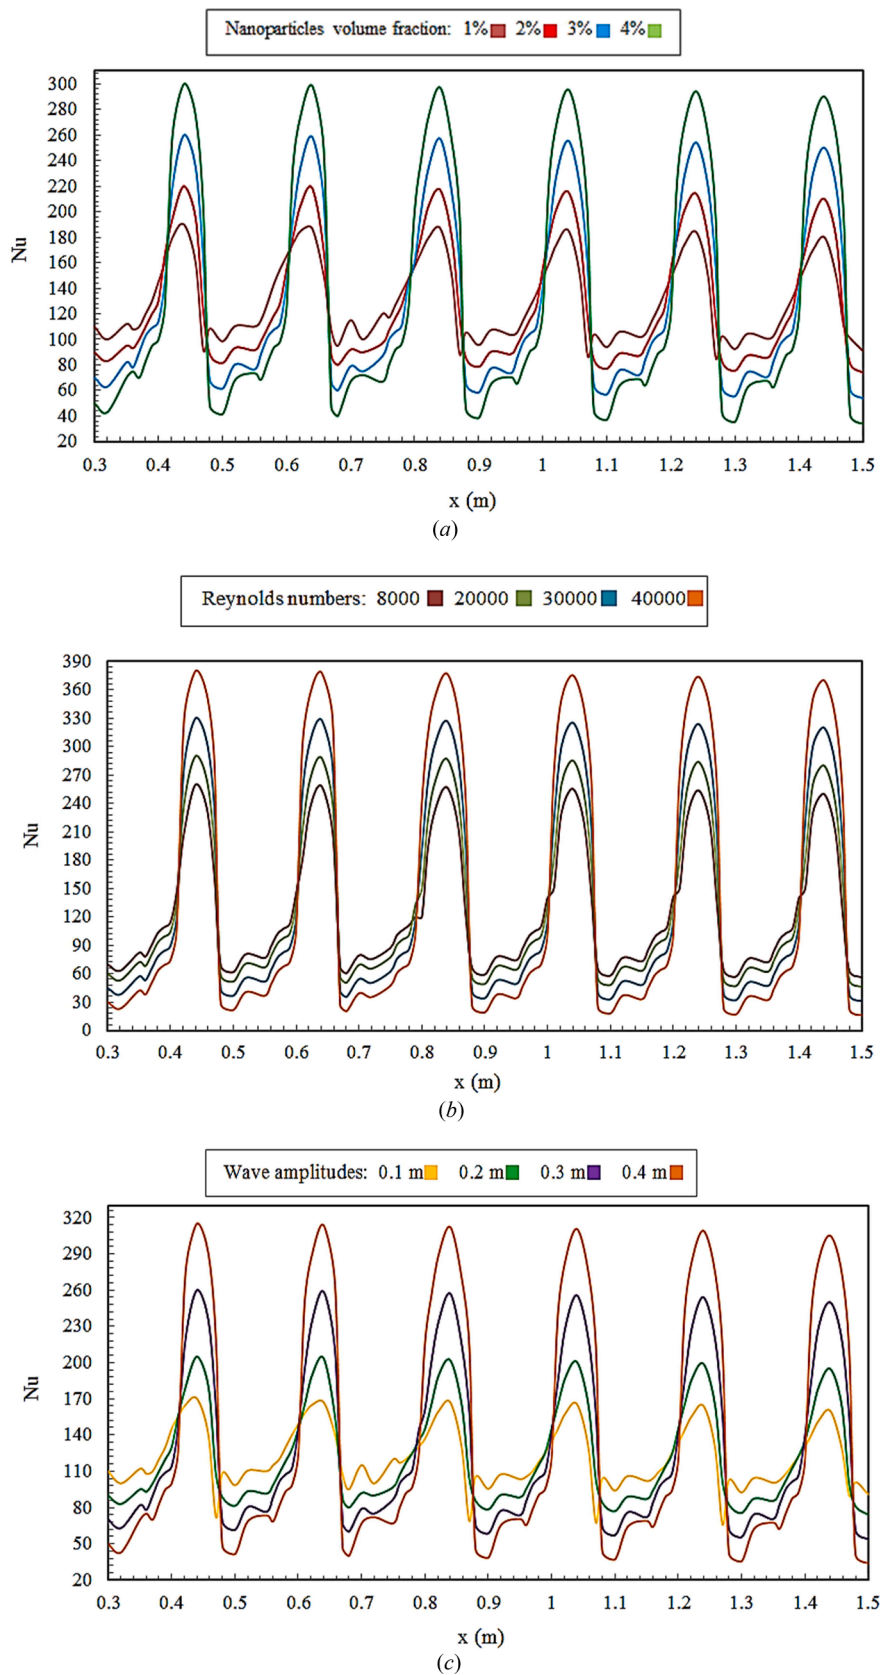 Nanoparticles volume fraction: 1% 2% 3% 4%
300
280
260
240
220
200
180
160
140
120
100
80
60
40
20
Nu
0.3 0.4 0.5 0.6 0.7 0.8 0.9 1 1.1 1.2 1.3 1.4 1.5
x (m)
(a)
Reynolds numbers: 8000 20000 30000 40000
390
360
330
300
270
240
210
180
150
120
90
60
30
0
Nu
0.3 0.4 0.5 0.6 0.7 0.8 0.9 1 1.1 1.2 1.3 1.4 1.5
x (m)
(b)
Wave amplitudes: 0.1 m 0.2 m 0.3 m 0.4 m
320
290
260
230
200
170
140
110
80
50
20
Nu
0.3 0.4 0.5 0.6 0.7 0.8 0.9 1 1.1 1.2 1.3 1.4 1.5
x (m)
(c)